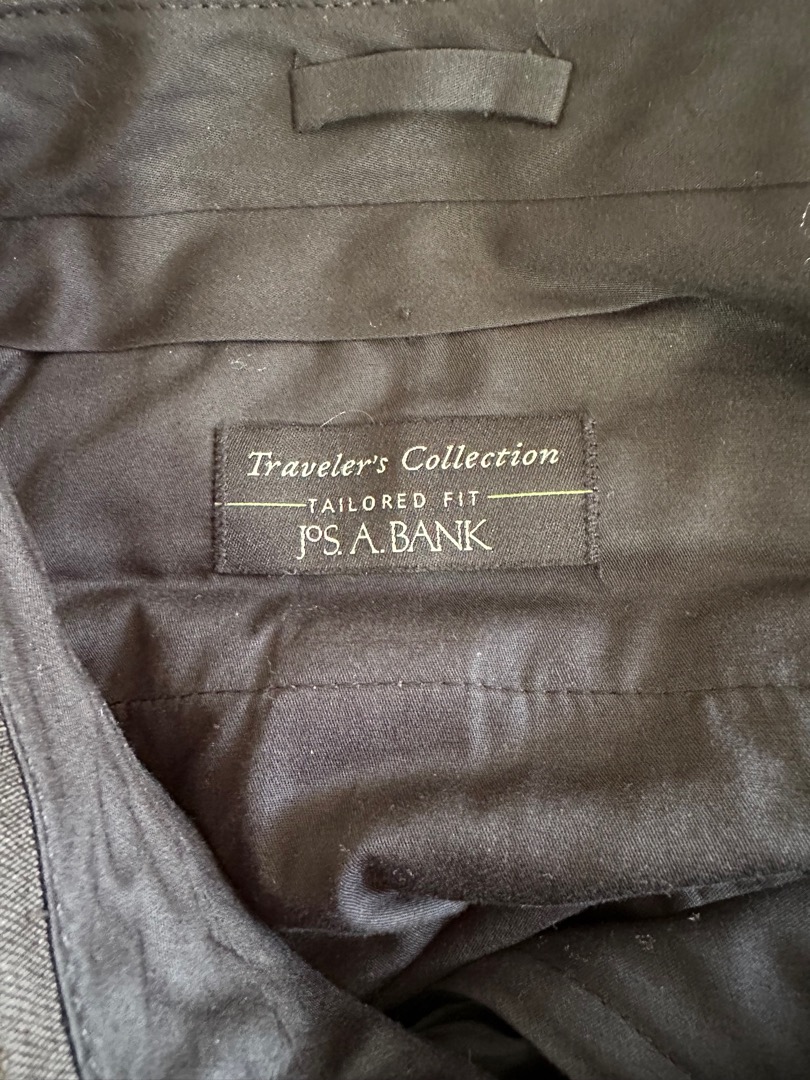 Traveler's Collection
TAILORED FIT
JOS. A. BANK